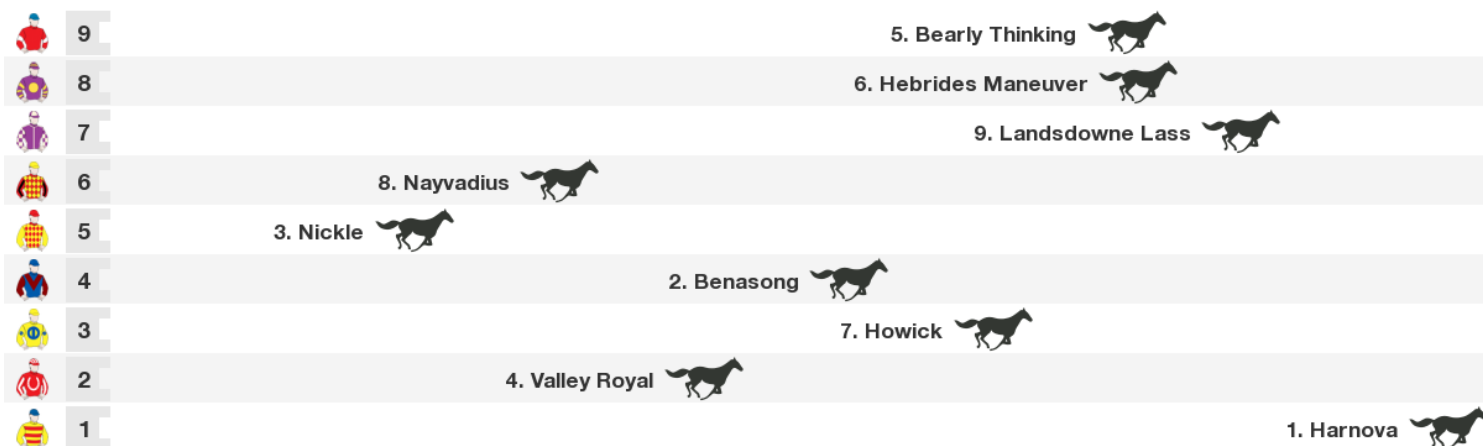 9 5. Bearly Thinking
8 6. Hebrides Maneuver
7 9. Landsdowne Lass
6 8. Nayvadius
5 3. Nickle
4 2. Benasong
3 7. Howick
2 4. Valley Royal
1 1. Harnova